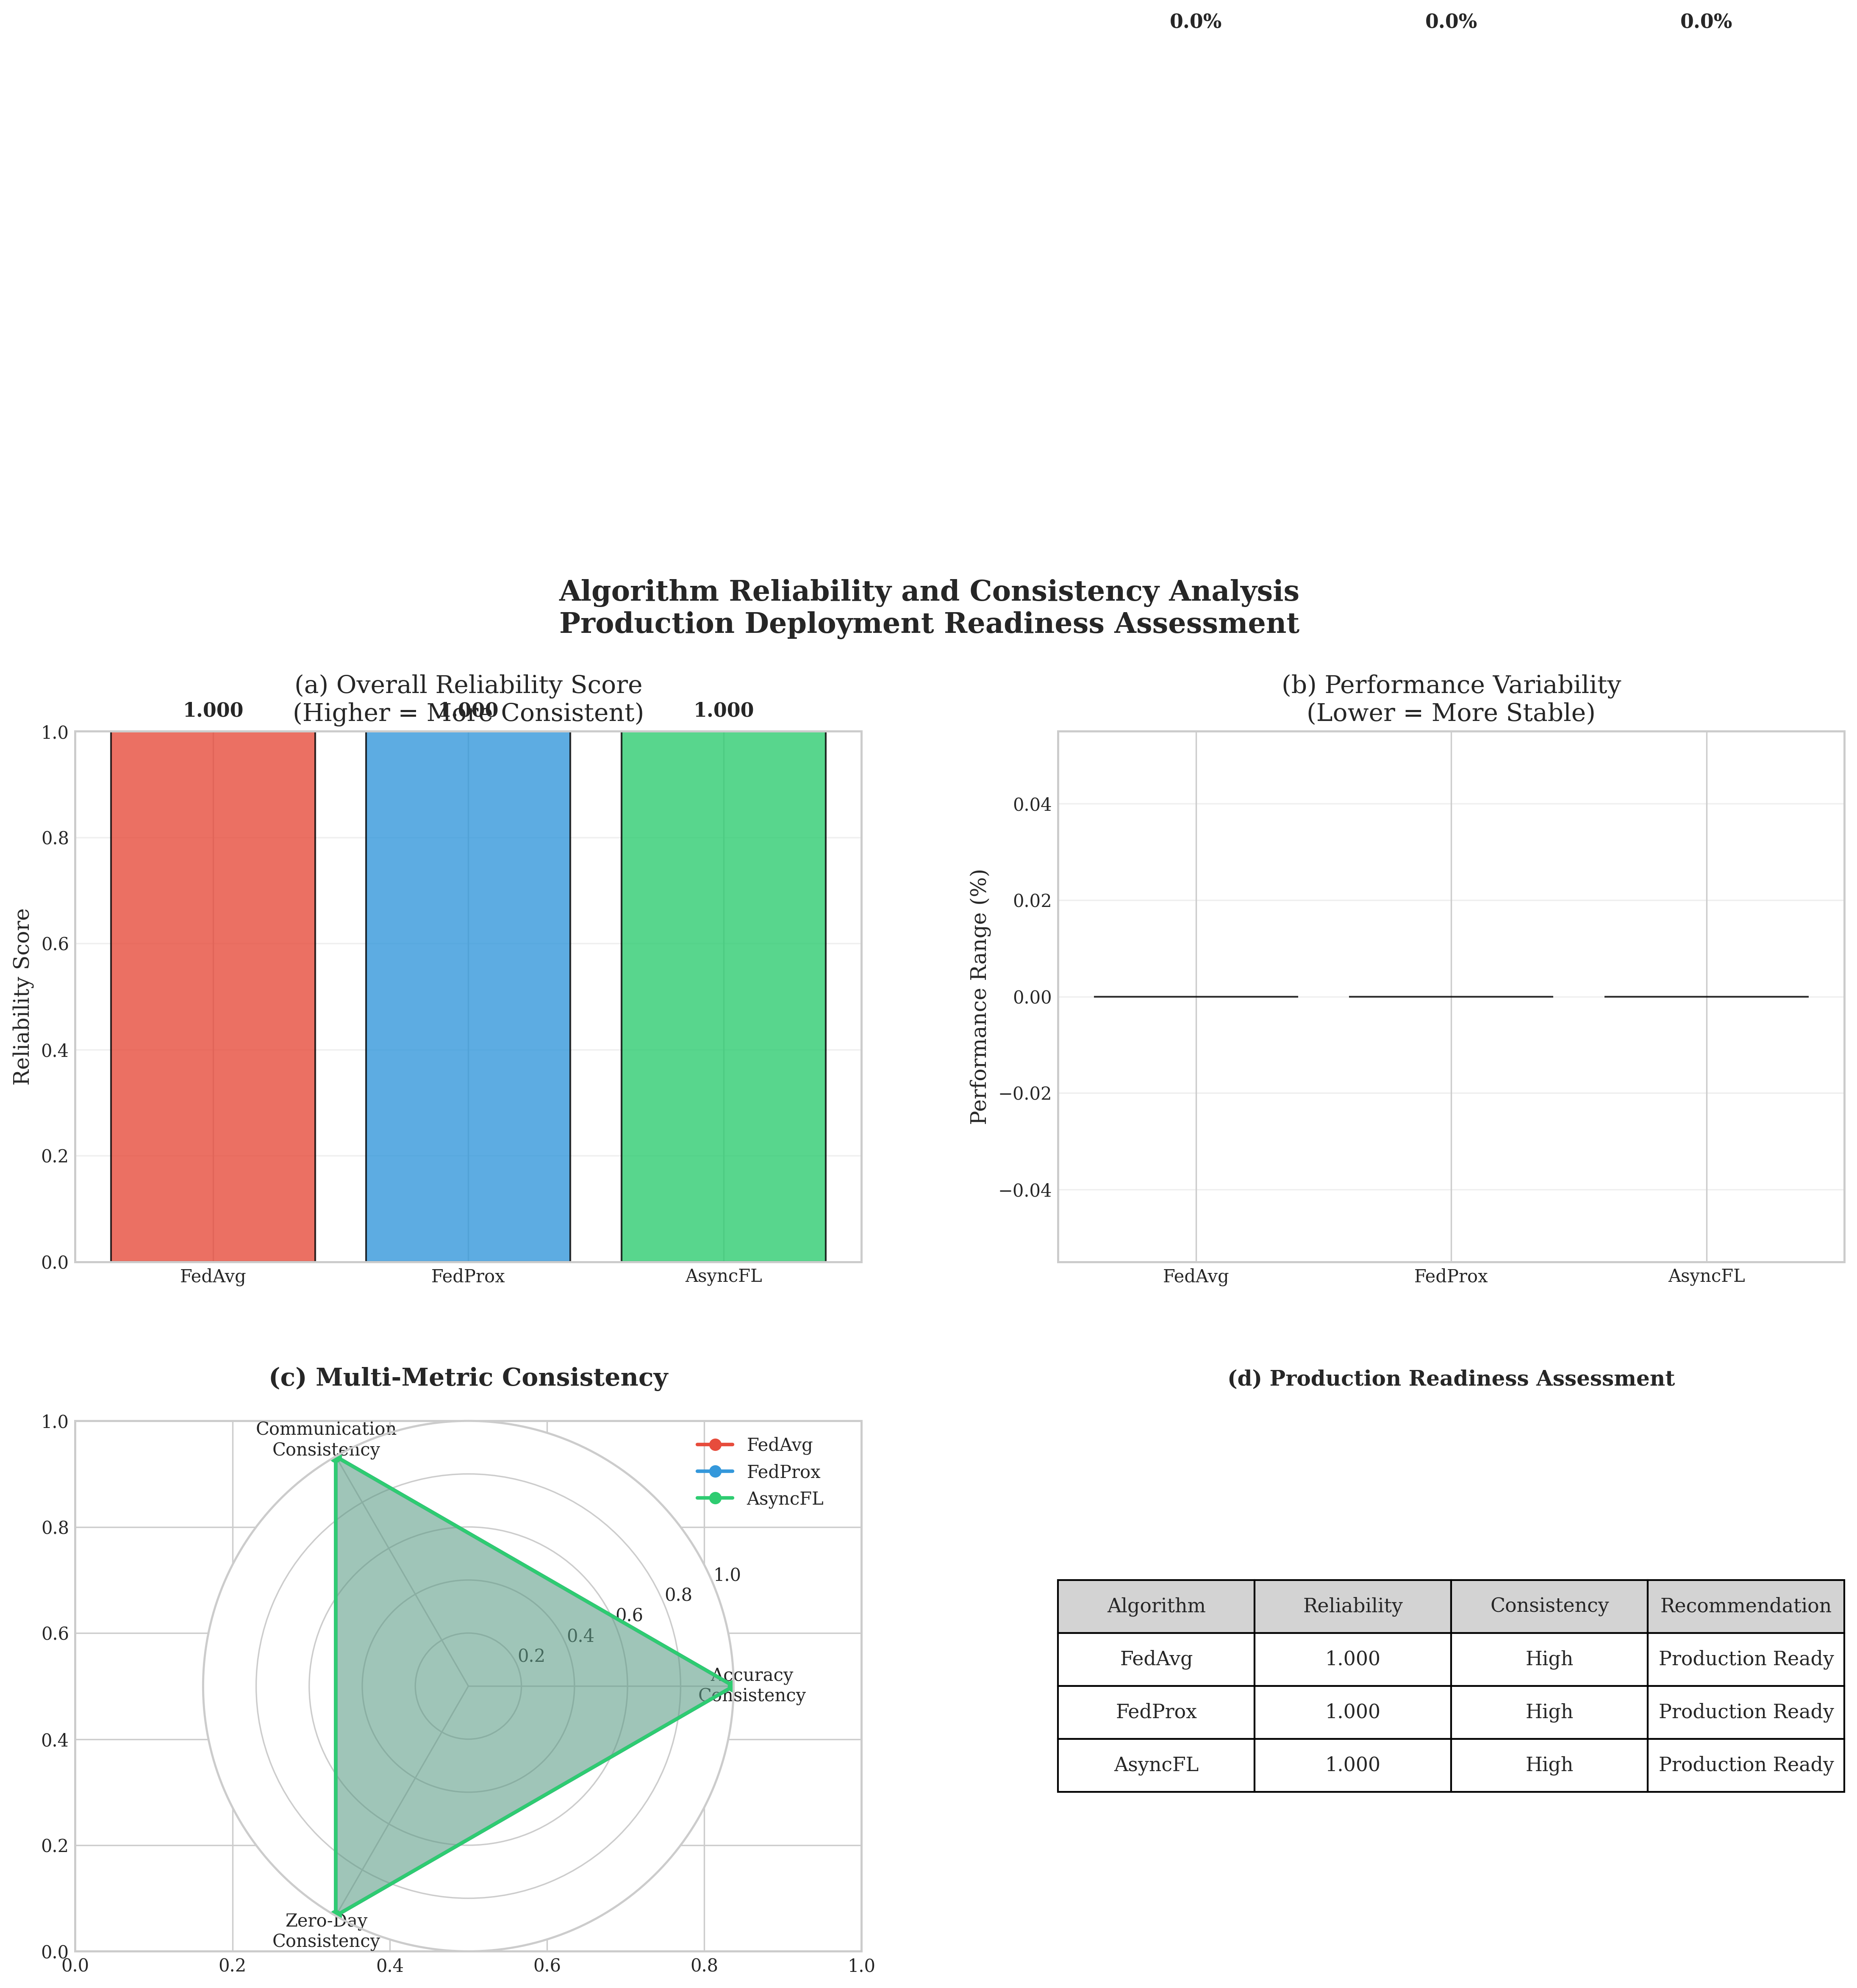 0.0% 0.0% 0.0%
Algorithm Reliability and Consistency Analysis
Production Deployment Readiness Assessment
(a) Overall Reliability Score
(Higher = More Consistent)
1.000 1.000 1.000
1.0
0.8
0.6
0.4
0.2
0.0
Reliability Score
FedAvg FedProx AsyncFL
(b) Performance Variability
(Lower = More Stable)
0.04
0.02
0.00
−0.02
−0.04
Performance Range (%)
FedAvg FedProx AsyncFL
(c) Multi-Metric Consistency
1.0
0.8
0.6
0.4
0.2
0.0
0.0 0.2 0.4 0.6 0.8 1.0
Communication
Consistency
FedAvg
FedProx
AsyncFL
1.0
0.8
0.6
0.4
0.2
Accuracy
Consistency
Zero-Day
Consistency
(d) Production Readiness Assessment
Algorithm Reliability Consistency Recommendation
FedAvg 1.000 High Production Ready
FedProx 1.000 High Production Ready
AsyncFL 1.000 High Production Ready